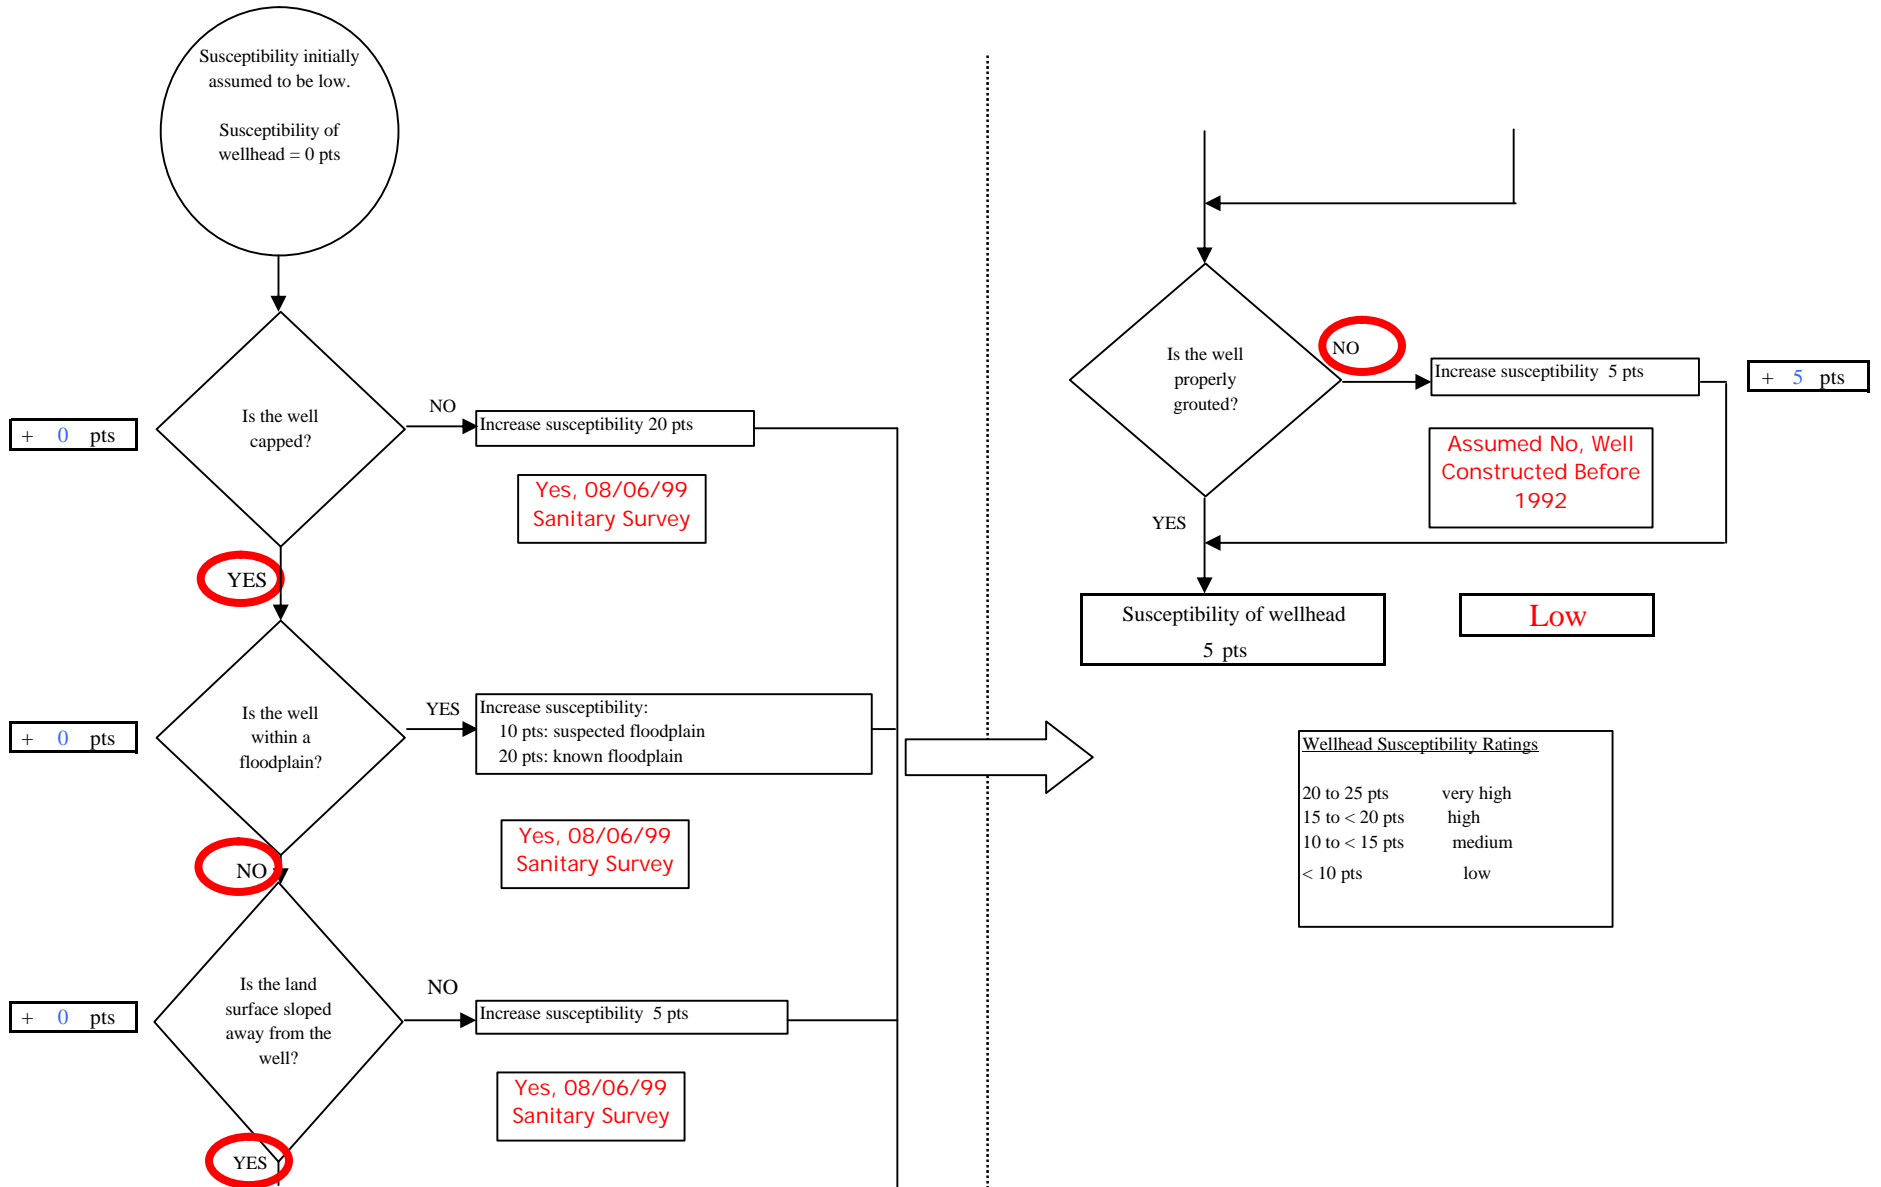 Susceptibility initially
assumed to be low.
Susceptibility of
wellhead = 0 pts
Is the well
capped?
+ 0 pts
NO
Increase susceptibility 20 pts
Yes, 08/06/99
Sanitary Survey
YES
Is the well
within a
floodplain?
+ 0 pts
YES
Increase susceptibility:
10 pts: suspected floodplain
20 pts: known floodplain
Yes, 08/06/99
Sanitary Survey
NO
Is the land
surface sloped
away from the
well?
+ 0 pts
NO
Increase susceptibility 5 pts
Yes, 08/06/99
Sanitary Survey
YES
Is the well
properly
grouted?
NO
Increase susceptibility 5 pts
+ 5 pts
Assumed No, Well
Constructed Before
1992
YES
Susceptibility of wellhead
5 pts
Low
Wellhead Susceptibility Ratings
20 to 25 pts very high
15 to < 20 pts high
10 to < 15 pts medium
< 10 pts low